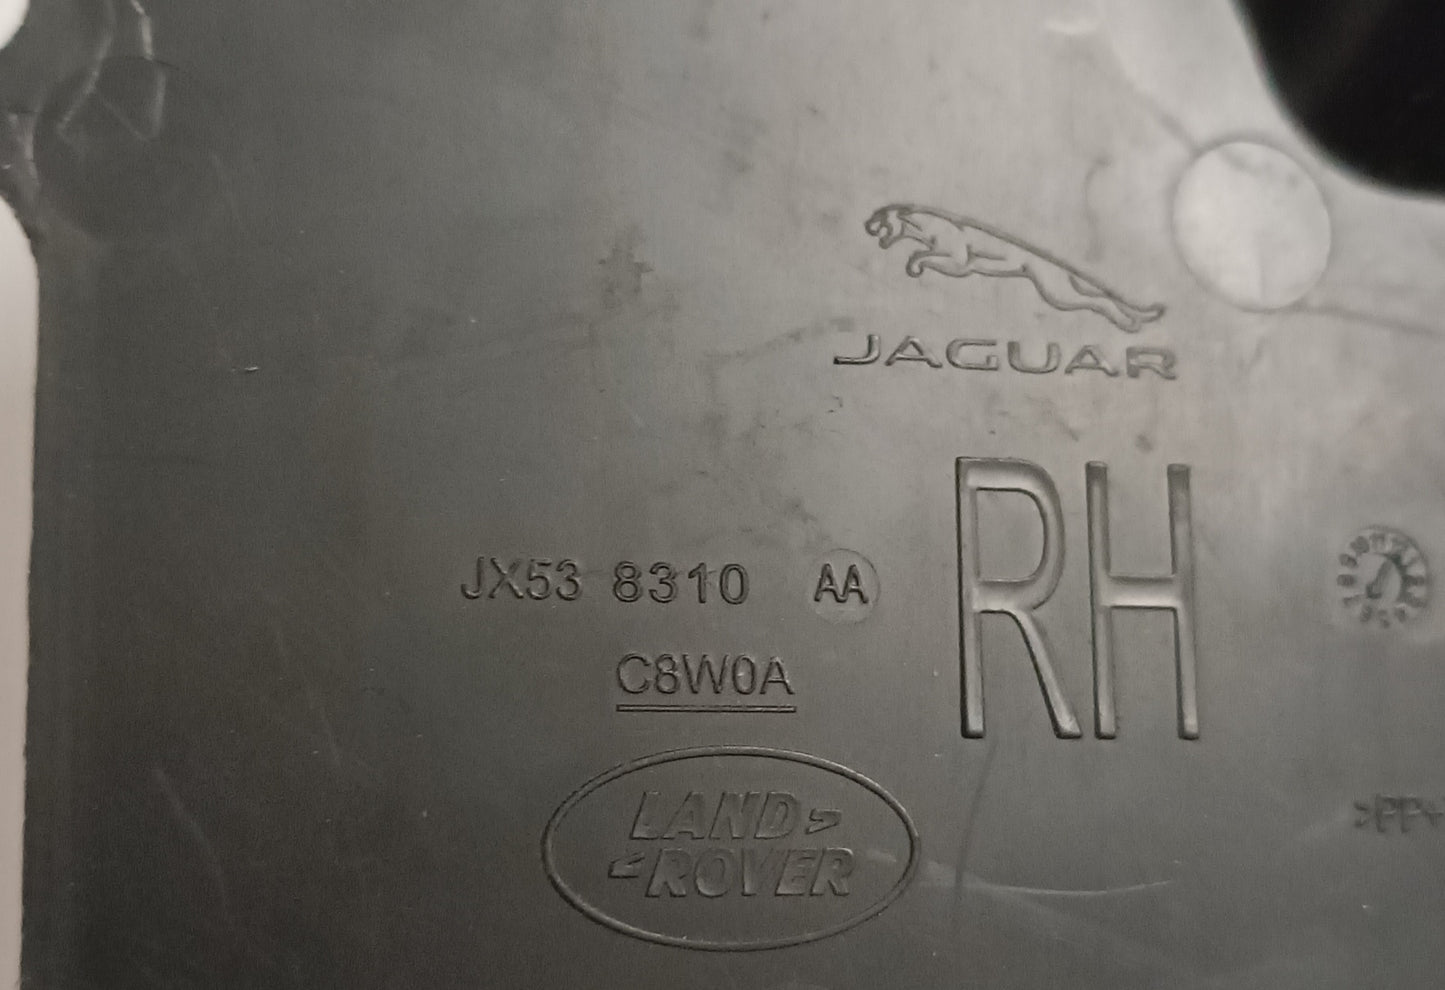 JAGUAR
RH
JX53 8310 AA
C8W0A
LAND
ROVER
>PP+